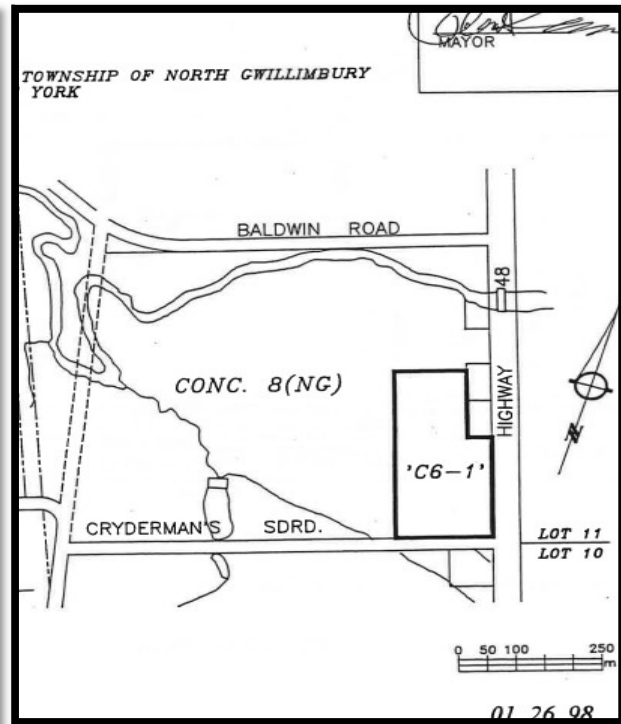 MAYOR
TOWNSHIP OF NORTH GWILLIMBURY
YORK
BALDWIN ROAD
48
HIGHWAY
CONC. 8(NG)
'C6-1'
N
CRYDERMAN'S SDRD.
LOT 11
LOT 10
0 50 100 250
m
01 26 98